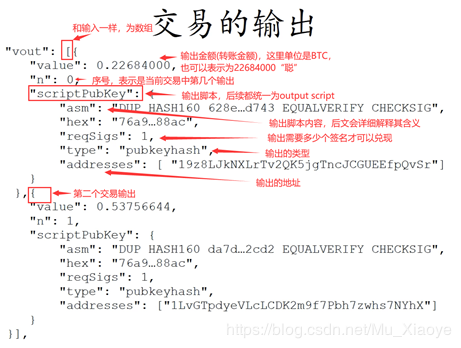 和输入一样，为数组
交易的输出
"vout": [{
"value": 0.22684000,
输出金额(转账金额)，这里单位是BTC，
也可以表示为22684000 “聪”
"n": 0,
序号，表示是当前交易中第几个输出
"scriptPubKey":
输出脚本，后续都统一为output script
"asm": "DUP HASH160 628e…d743 EQUALVERIFY CHECKSIG",
"hex": "76a9…88ac",
输出脚本内容，后文会详细解释其含义
"reqSigs": 1,
输出需要多少个签名才可以兑现
"type": "pubkeyhash",
输出的类型
"addresses": [ "19z8LJkNXLrTv2QK5jgTncJCGUEEfpQvSr"]
输出的地址
}
},{
第二个交易输出
"value": 0.53756644,
"n": 1,
"scriptPubKey": {
"asm": "DUP HASH160 da7d…2cd2 EQUALVERIFY CHECKSIG",
"hex": "76a9…88ac",
"reqSigs": 1,
"type": "pubkeyhash",
"addresses": ["1LvGTpdyeVLcLCDK2m9f7Pbh7zwhs7NYhX"]
}
}],
https://blog.csdn.net/Mu_Xiaoye